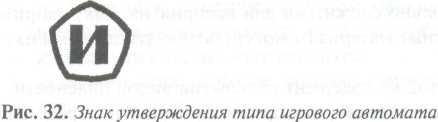 И
Рис. 32. Знак утверждения типа игрового автомата